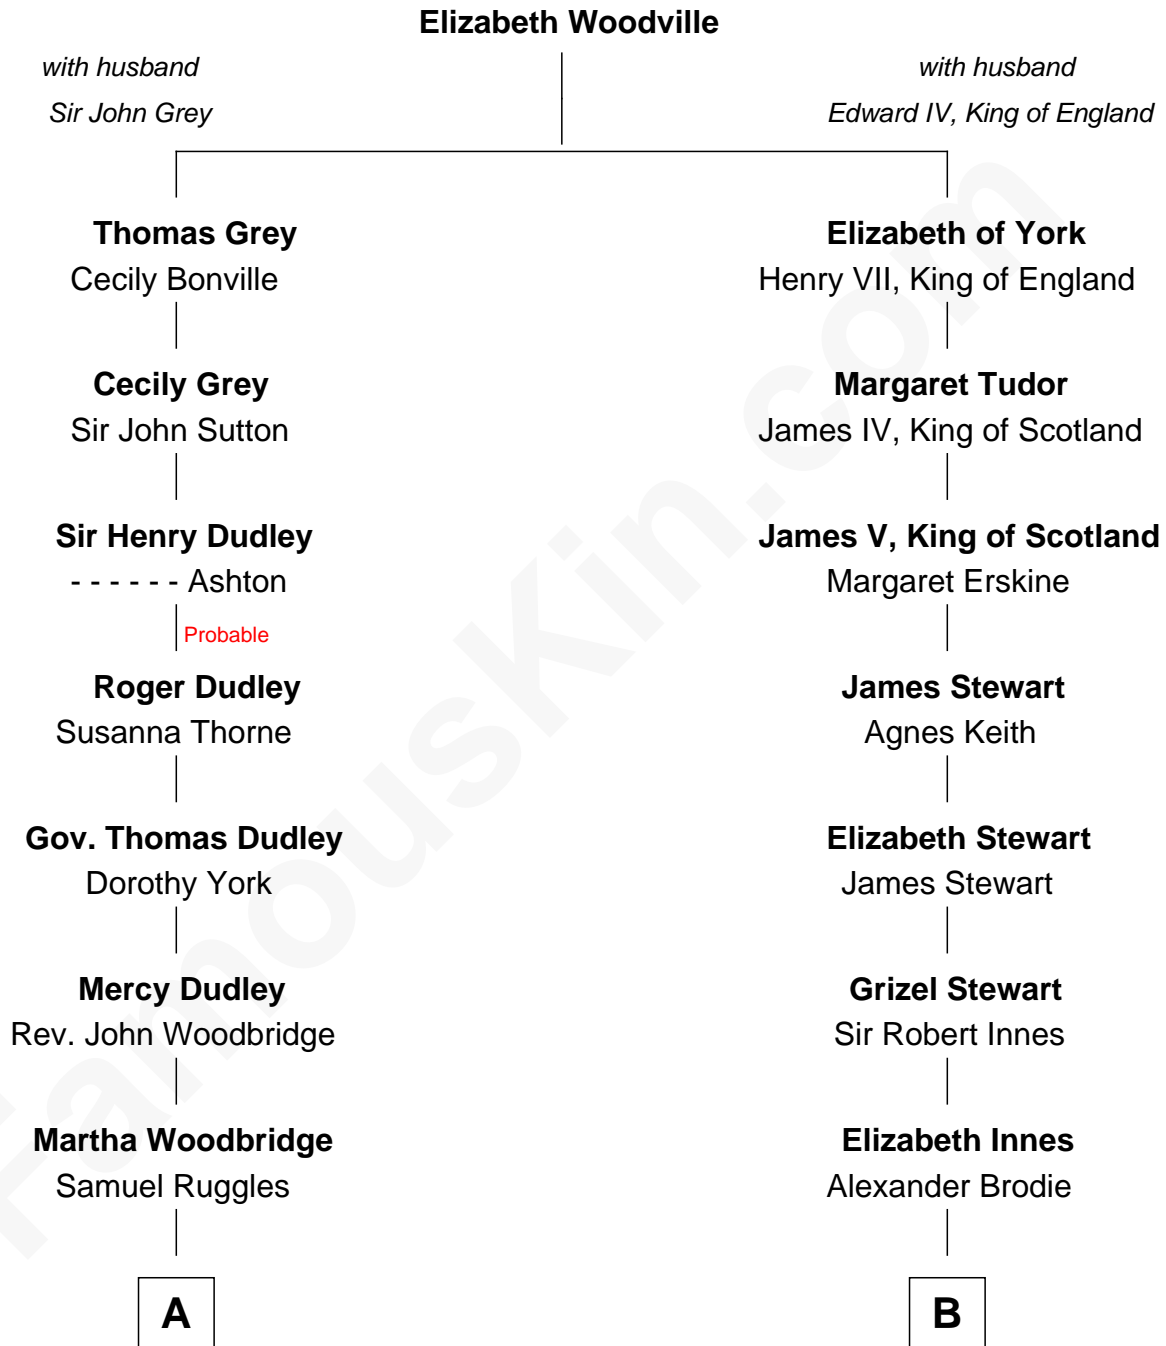 Elizabeth Woodville
with husband
Sir John Grey
with husband
Edward IV, King of England
Thomas Grey
Cecily Bonville
Elizabeth of York
Henry VII, King of England
Cecily Grey
Sir John Sutton
Margaret Tudor
James IV, King of Scotland
Sir Henry Dudley
- - - - - - Ashton
Probable
James V, King of Scotland
Margaret Erskine
Roger Dudley
Susanna Thorne
James Stewart
Agnes Keith
Gov. Thomas Dudley
Dorothy York
Elizabeth Stewart
James Stewart
Mercy Dudley
Rev. John Woodbridge
Grizel Stewart
Sir Robert Innes
Martha Woodbridge
Samuel Ruggles
Elizabeth Innes
Alexander Brodie
A
B
FamousKin.com